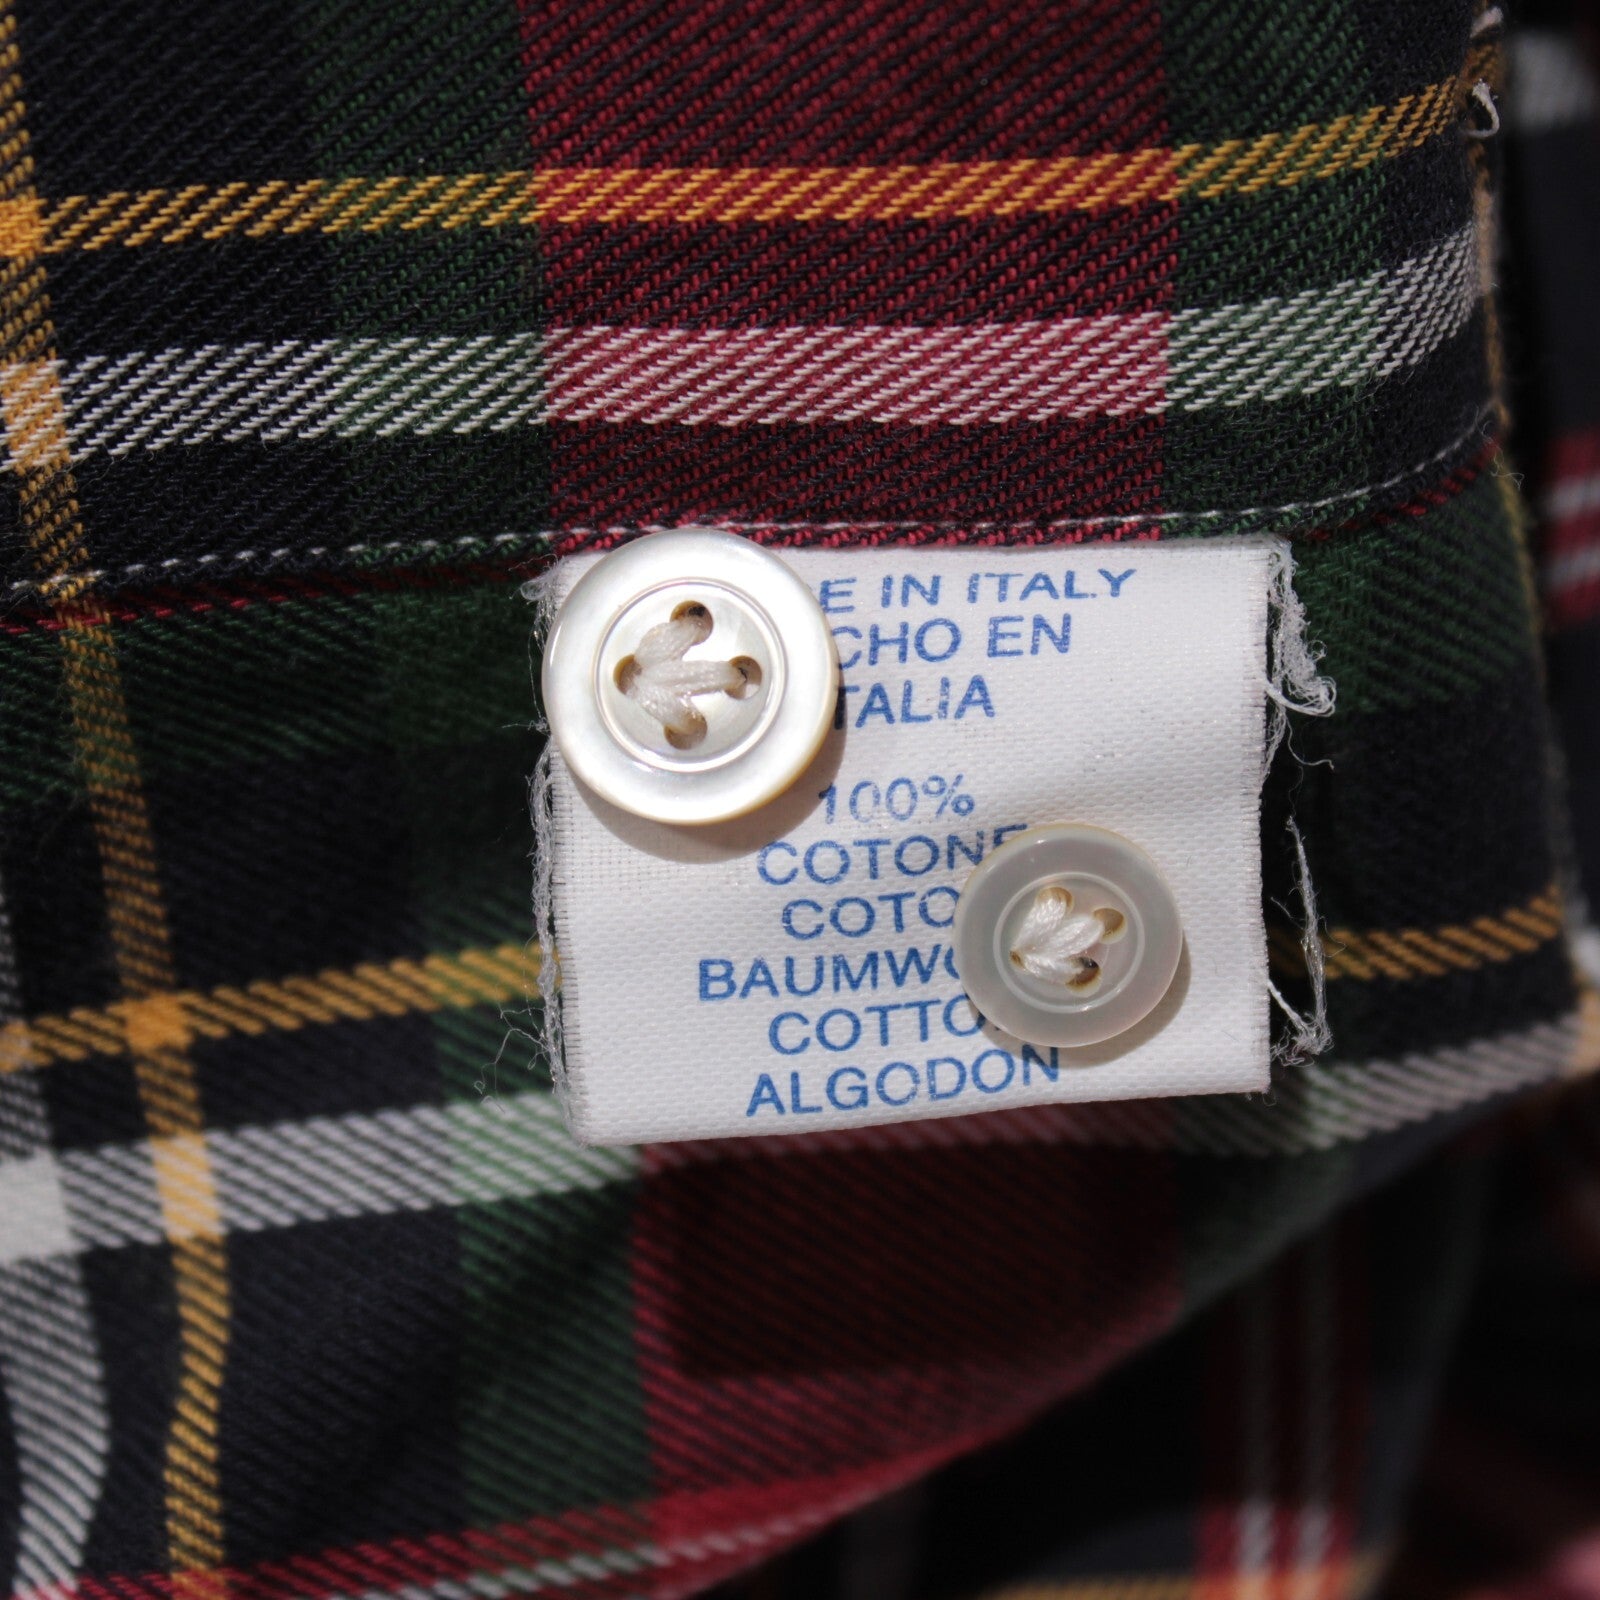 E IN ITALY
CHO EN
TALIA
100%
COTONE
COTO
BAUMWO
COTTO
ALGODON